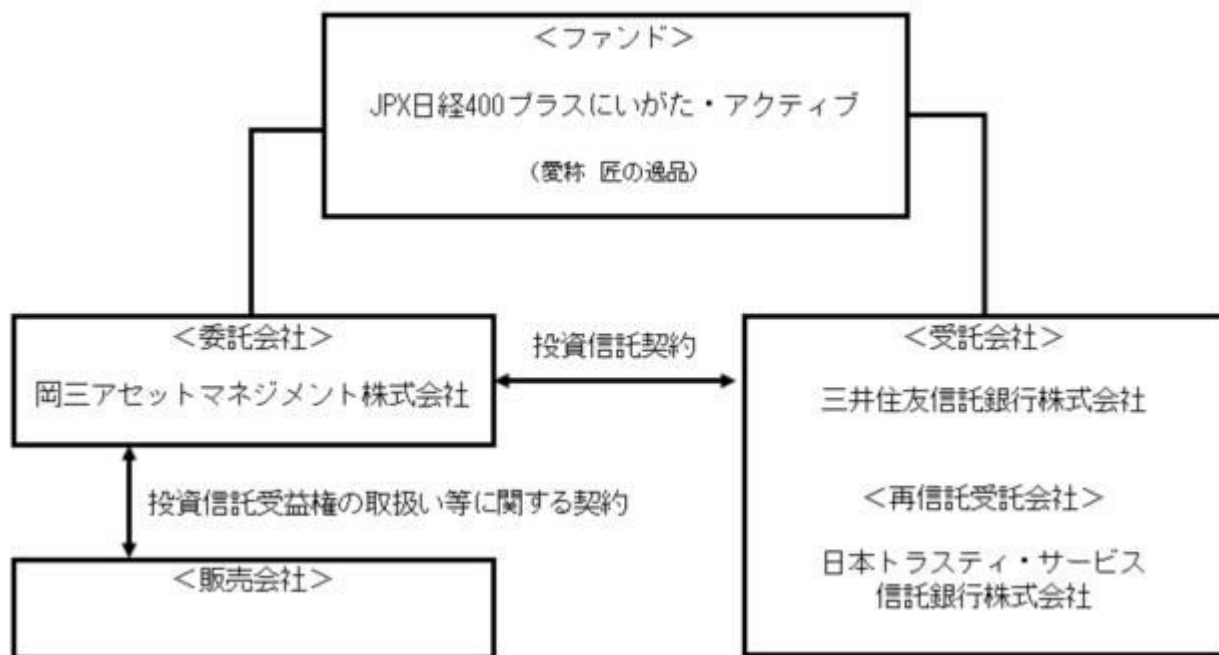 ＜ファンド＞
JPX日経400プラスにいがた・アクティブ
（愛称 匠の逸品）
＜委託会社＞
岡三アセットマネジメント株式会社
投資信託契約
＜受託会社＞
三井住友信託銀行株式会社
＜再信託受託会社＞
日本トラスティ・サービス
信託銀行株式会社
投資信託受益権の取扱い等に関する契約
＜販売会社＞